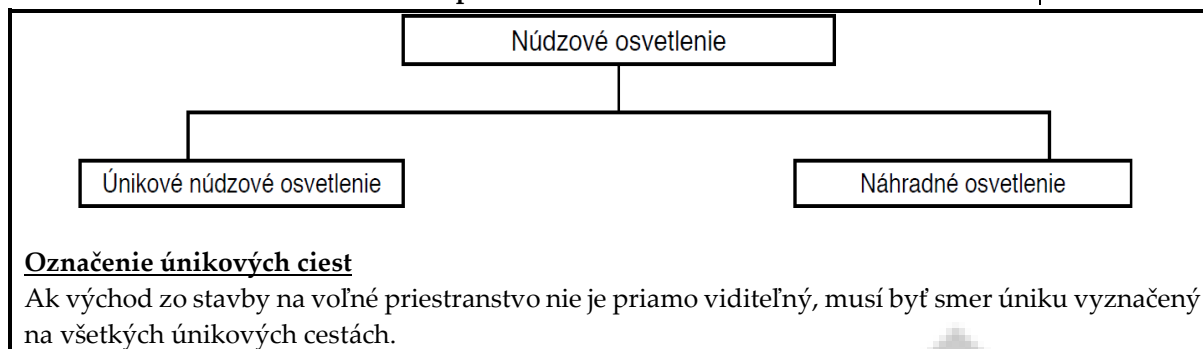 Núdzové osvetlenie
Únikové núdzové osvetlenie
Náhradné osvetlenie
Označenie únikových ciest
Ak východ zo stavby na voľné priestranstvo nie je priamo viditeľný, musí byť smer úniku vyznačený
na všetkých únikových cestách.